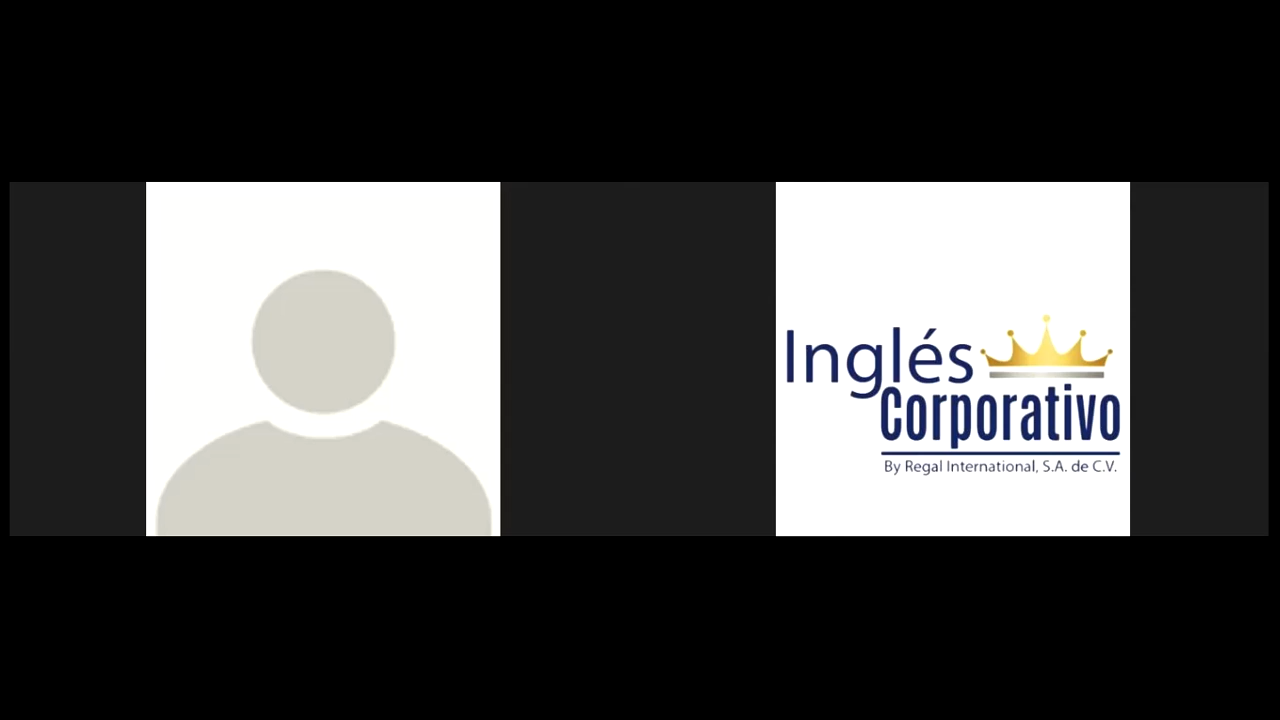 Inglés
Corporativo
By Regal International, S.A. de C.V.